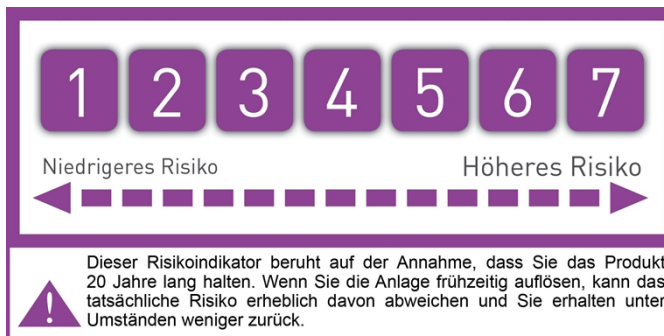 1 2 3 4 5 6 7
Niedrigeres Risiko Höheres Risiko
Dieser Risikoindikator beruht auf der Annahme, dass Sie das Produkt
20 Jahre lang halten. Wenn Sie die Anlage frühzeitig auflösen, kann das
tatsächliche Risiko erheblich davon abweichen und Sie erhalten unter
Umständen weniger zurück.